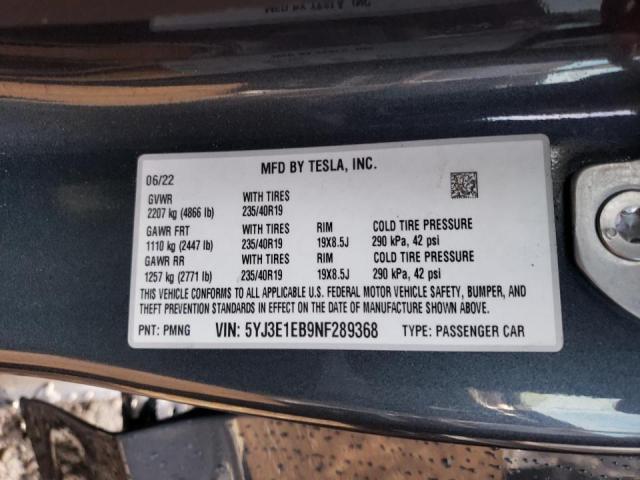 MFD BY TESLA, INC.
06/22
GVWR WITH TIRES
2207 kg (4866 lb) 235/40R19
GAWR FRT WITH TIRES RIM COLD TIRE PRESSURE
1110 kg (2447 lb) 235/40R19 19X8.5J 290 kPa, 42 psi
GAWR RR WITH TIRES RIM COLD TIRE PRESSURE
1257 kg (2771 lb) 235/40R19 19X8.5J 290 kPa, 42 psi
THIS VEHICLE CONFORMS TO ALL APPLICABLE U.S. FEDERAL MOTOR VEHICLE SAFETY, BUMPER, AND
THEFT PREVENTION STANDARDS IN EFFECT ON THE DATE OF MANUFACTURE SHOWN ABOVE.
PNT: PMNG VIN: 5YJ3E1EB9NF289368 TYPE: PASSENGER CAR